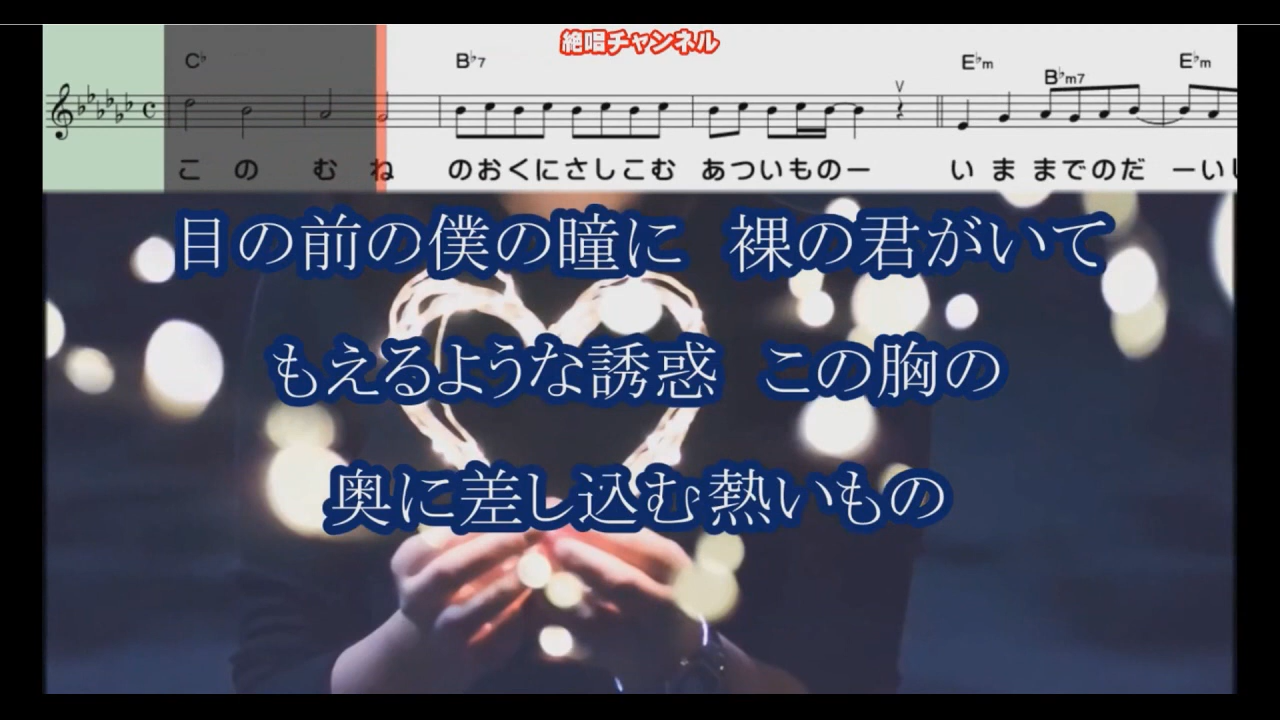 絶唱チャンネル
C♭ B♭7 E♭m B♭m7 E♭m
この むね のおくにさしこむ あついものー いままでのだ ーい
目の前の僕の瞳に 裸の君がいて
もえるような誘惑 この胸の
奥に差し込む熱いもの